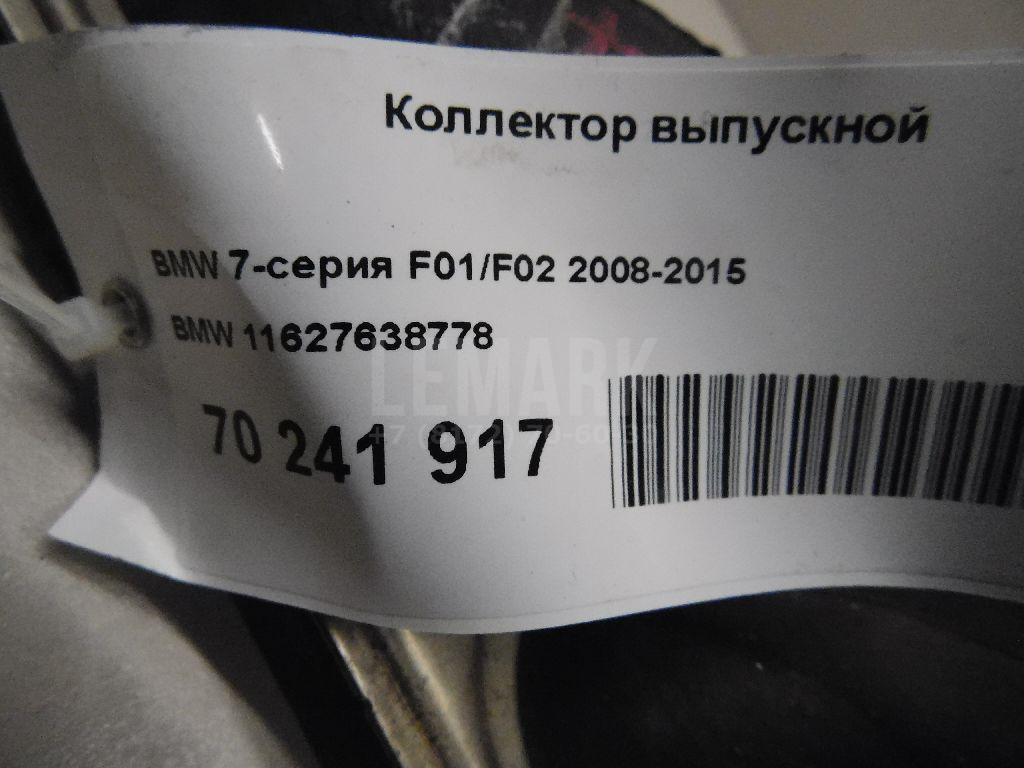 Коллектор выпускной
BMW 7-серия F01/F02 2008-2015
BMW 11627638778
LEMARK
70 241 917